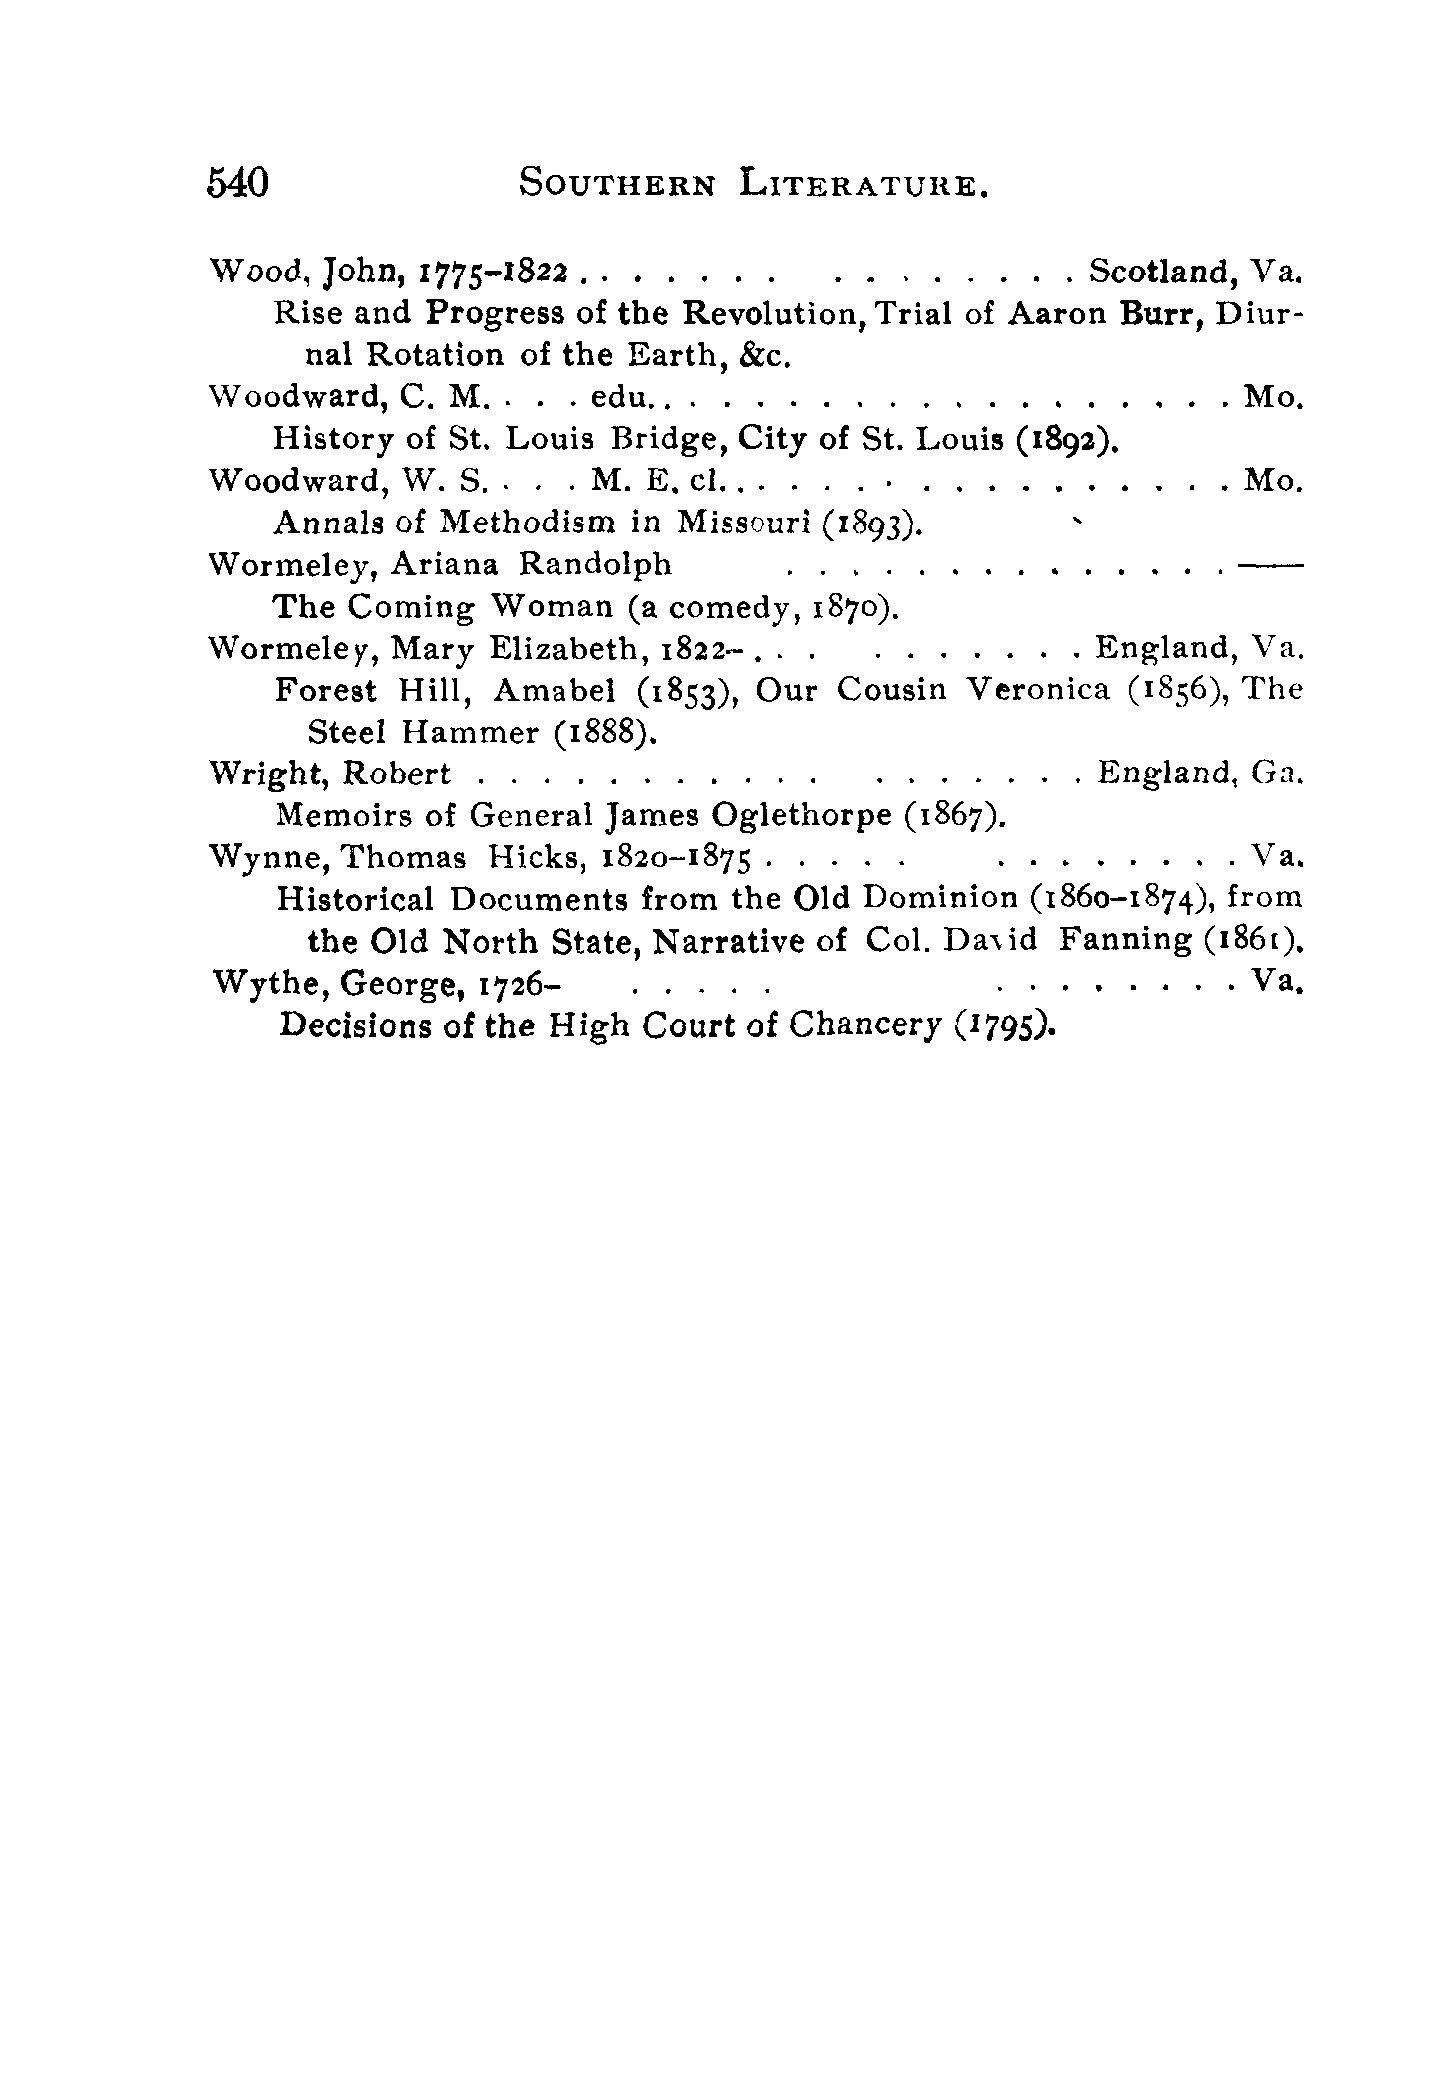 540 SOUTHERN LITERATURE.
Wood, John, 1775–1822 . . . . . . . . . . . . . . . Scotland, Va.
Rise and Progress of the Revolution, Trial of Aaron Burr, Diur-
nal Rotation of the Earth, &c.
Woodward, C. M. . . . edu. . . . . . . . . . . . . . . . . . . Mo.
History of St. Louis Bridge, City of St. Louis (1892).
Woodward, W. S. . . . M. E. cl. . . . . . . . . . . . . . . . . Mo.
Annals of Methodism in Missouri (1893).
Wormeley, Ariana Randolph . . . . . . . . . . . . . . ——
The Coming Woman (a comedy, 1870).
Wormeley, Mary Elizabeth, 1822– . . . . . . . . . . England, Va.
Forest Hill, Amabel (1853), Our Cousin Veronica (1856), The
Steel Hammer (1888).
Wright, Robert . . . . . . . . . . . . . . . . . . England, Ga.
Memoirs of General James Oglethorpe (1867).
Wynne, Thomas Hicks, 1820–1875 . . . . . . . . . . . . . Va.
Historical Documents from the Old Dominion (1860–1874), from
the Old North State, Narrative of Col. David Fanning (1861).
Wythe, George, 1726– . . . . . . . . . . . . . Va.
Decisions of the High Court of Chancery (1795).